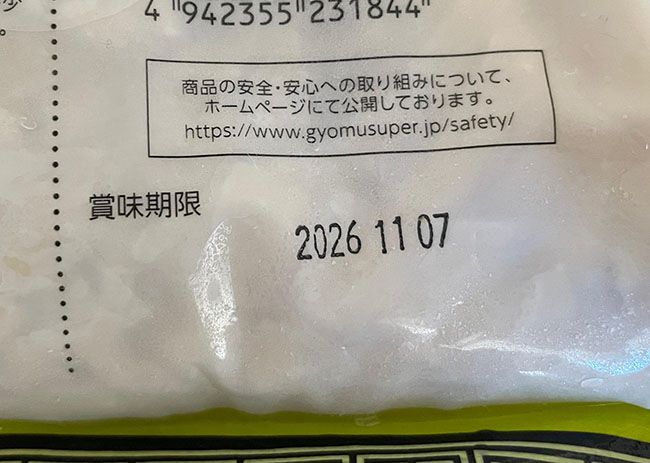 少
。
4 942355 231844
商品の安全・安心への取り組みについて、
ホームページにて公開しております。
https://www.gyomusuper.jp/safety/
賞味期限
2026 11 07